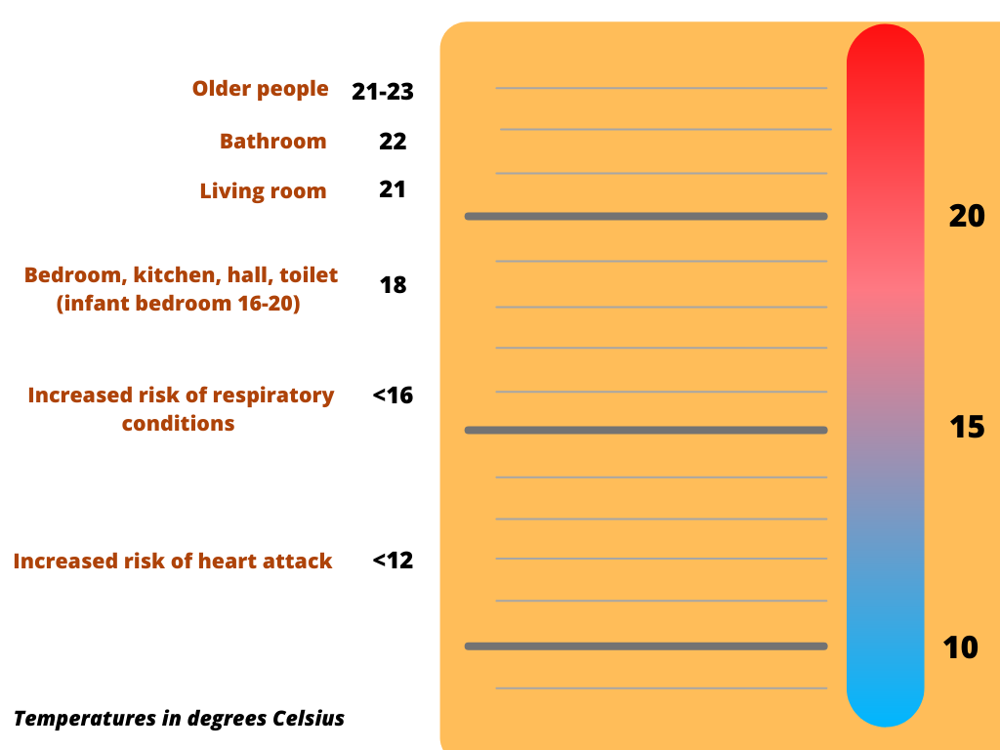 Older people 21-23
Bathroom 22
Living room 21
20
Bedroom, kitchen, hall, toilet 18
(infant bedroom 16-20)
Increased risk of respiratory <16
conditions
15
Increased risk of heart attack <12
10
Temperatures in degrees Celsius